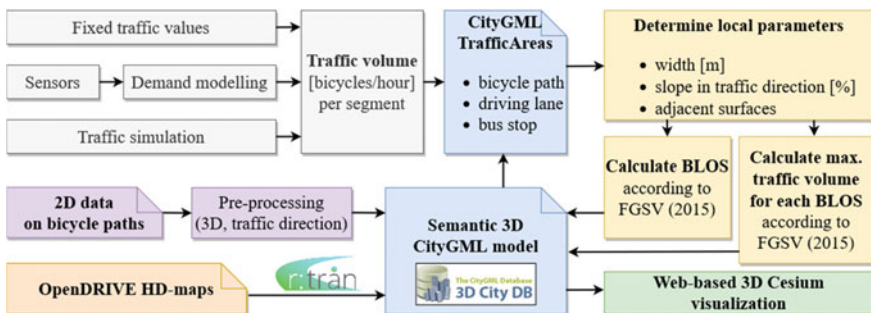 Fixed traffic values
Sensors
Demand modelling
Traffic simulation
Traffic volume
[bicycles/hour]
per segment
CityGML
TrafficAreas
• bicycle path
• driving lane
• bus stop
Determine local parameters
• width [m]
• slope in traffic direction [%]
• adjacent surfaces
Calculate BLOS
according to
FGSV (2015)
Calculate max.
traffic volume
for each BLOS
according to
FGSV (2015)
2D data
on bicycle paths
Pre-processing
(3D, traffic direction)
Semantic 3D
CityGML model
The CityGML Database
3D City DB
OpenDRIVE HD-maps
r:trån
Web-based 3D Cesium
visualization